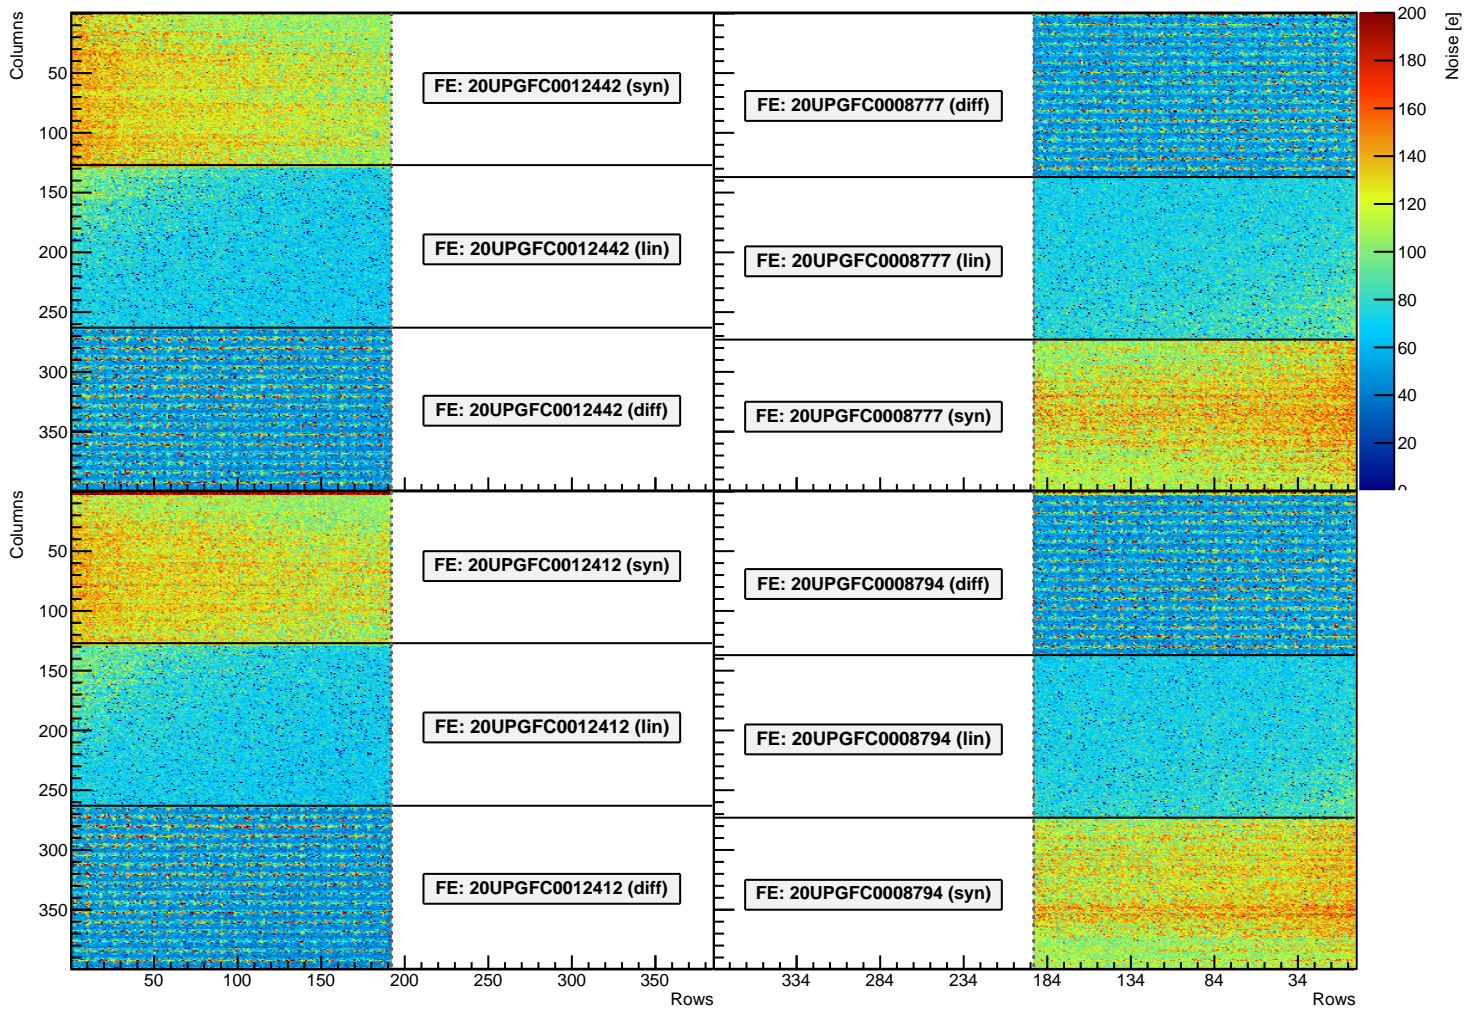 Columns
50
100
150
200
250
300
350
FE: 20UPGFC0012442 (syn)
FE: 20UPGFC0012442 (lin)
FE: 20UPGFC0012442 (diff)
FE: 20UPGFC0008777 (diff)
FE: 20UPGFC0008777 (lin)
FE: 20UPGFC0008777 (syn)
200
180
160
140
120
100
80
60
40
20
0
Noise [e]
Columns
50
100
150
200
250
300
350
FE: 20UPGFC0012412 (syn)
FE: 20UPGFC0012412 (lin)
FE: 20UPGFC0012412 (diff)
FE: 20UPGFC0008794 (diff)
FE: 20UPGFC0008794 (lin)
FE: 20UPGFC0008794 (syn)
50 100 150 200 250 300 350
Rows
334 284 234 184 134 84 34
Rows